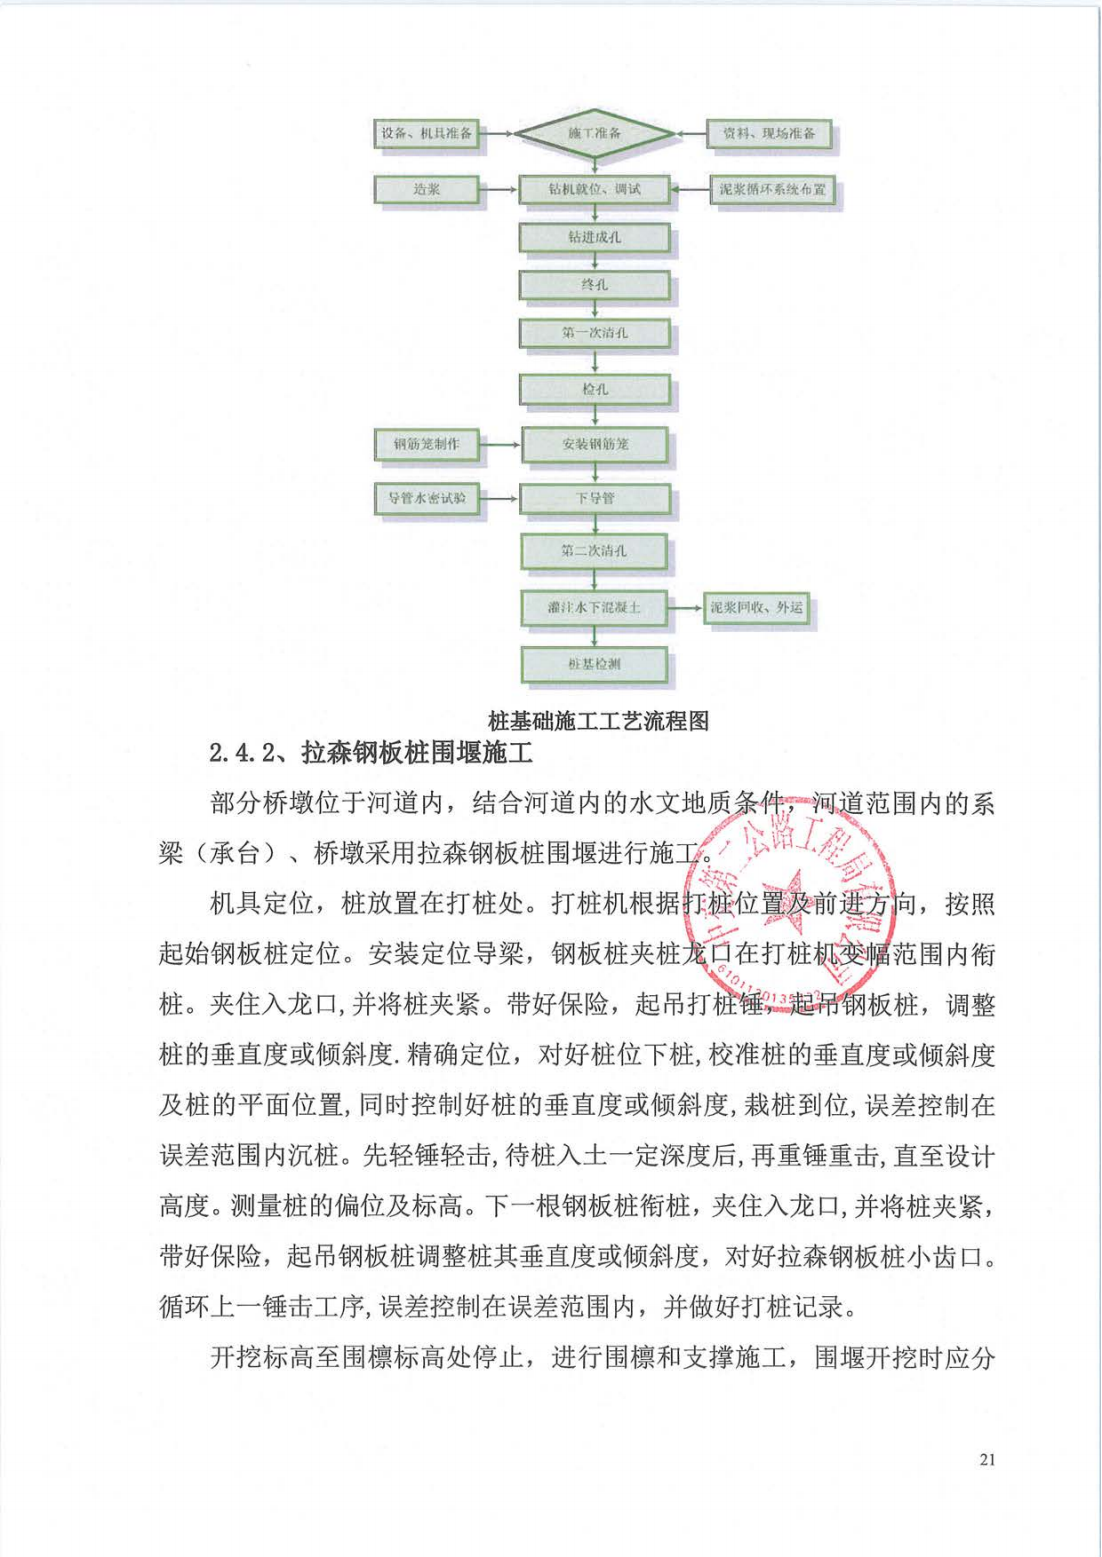 设备、机具准备 施工准备 资料、现场准备
造浆 钻机就位、调试 泥浆循环系统布置
钻进成孔
终孔
第一次清孔
检孔
钢筋笼制作 安装钢筋笼
导管水密试验 下导管
第二次清孔
灌注水下混凝土 泥浆回收、外运
桩基检测
桩基础施工工艺流程图
2.4.2、拉森钢板桩围堰施工
部分桥墩位于河道内，结合河道内的水文地质条件，河道范围内的系
梁（承台）、桥墩采用拉森钢板桩围堰进行施工。
机具定位，桩放置在打桩处。打桩机根据打桩位置及前进方向，按照
起始钢板桩定位。安装定位导梁，钢板桩夹桩龙口在打桩机变幅范围内衔
桩。夹住入龙口,并将桩夹紧。带好保险，起吊打桩锤，起吊钢板桩，调整
桩的垂直度或倾斜度.精确定位，对好桩位下桩,校准桩的垂直度或倾斜度
及桩的平面位置,同时控制好桩的垂直度或倾斜度,栽桩到位,误差控制在
误差范围内沉桩。先轻锤轻击,待桩入土一定深度后,再重锤重击,直至设计
高度。测量桩的偏位及标高。下一根钢板桩衔桩，夹住入龙口,并将桩夹紧，
带好保险，起吊钢板桩调整桩其垂直度或倾斜度，对好拉森钢板桩小齿口。
循环上一锤击工序,误差控制在误差范围内，并做好打桩记录。
开挖标高至围檩标高处停止，进行围檩和支撑施工，围堰开挖时应分
中交第二公路工程局有限公司
21